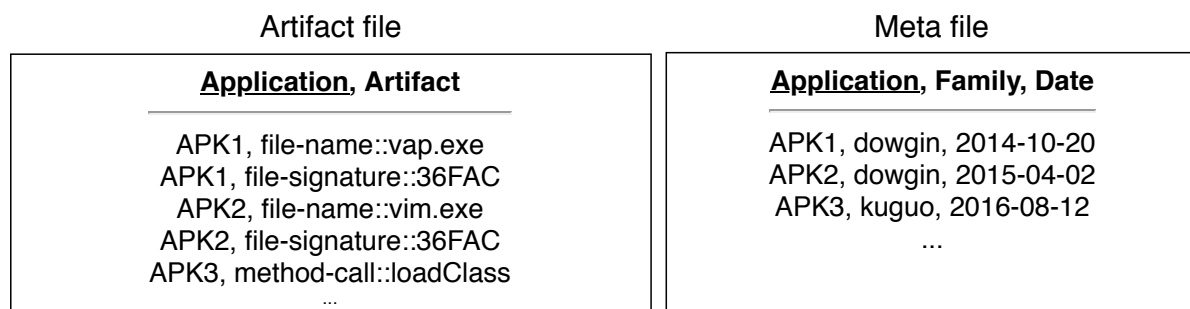 Artifact file
Application, Artifact
APK1, file-name::vap.exe
APK1, file-signature::36FAC
APK2, file-name::vim.exe
APK2, file-signature::36FAC
APK3, method-call::loadClass
...
Meta file
Application, Family, Date
APK1, dowgin, 2014-10-20
APK2, dowgin, 2015-04-02
APK3, kuguo, 2016-08-12
...